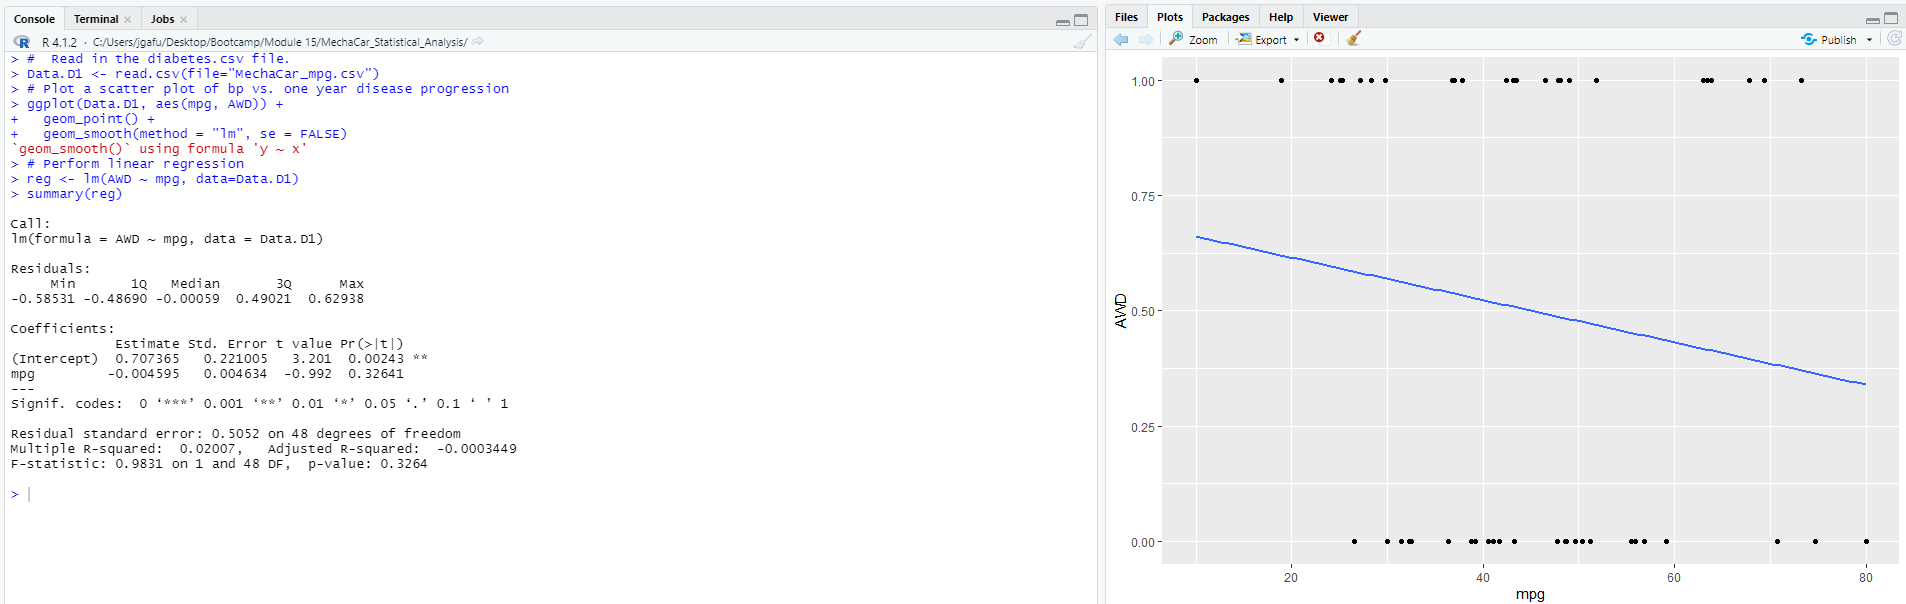 Console Terminal Jobs
R 4.1.2 · C:/Users/jgafu/Desktop/Bootcamp/Module 15/MechaCar_Statistical_Analysis/
> #  Read in the diabetes.csv file.
> Data.D1 <- read.csv(file="MechaCar_mpg.csv")
> # Plot a scatter plot of bp vs. one year disease progression
> ggplot(Data.D1, aes(mpg, AWD)) +
+   geom_point() +
+   geom_smooth(method = "lm", se = FALSE)
`geom_smooth()` using formula 'y ~ x'
> # Perform linear regression
> reg <- lm(AWD ~ mpg, data=Data.D1)
> summary(reg)
Call:
lm(formula = AWD ~ mpg, data = Data.D1)
Residuals:
     Min       1Q   Median       3Q      Max
-0.58531 -0.48690 -0.00059  0.49021  0.62938
Coefficients:
             Estimate Std. Error t value Pr(>|t|)
(Intercept)  0.707365   0.221005   3.201  0.00243 **
mpg         -0.004595   0.004634  -0.992  0.32641
---
Signif. codes:  0 ‘***’ 0.001 ‘**’ 0.01 ‘*’ 0.05 ‘.’ 0.1 ‘ ’ 1
Residual standard error: 0.5052 on 48 degrees of freedom
Multiple R-squared:  0.02007,   Adjusted R-squared:  -0.0003449
F-statistic: 0.9831 on 1 and 48 DF,  p-value: 0.3264
>
Files Plots Packages Help Viewer
Zoom Export Publish
1.00
0.75
0.50
0.25
0.00
AWD
20 40 60 80
mpg